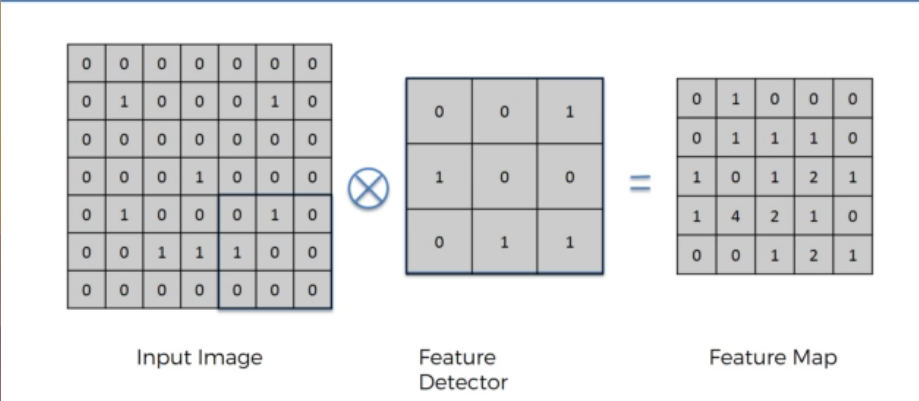 0 0 0 0 0 0 0
0 1 0 0 0 1 0
0 0 0 0 0 0 0
0 0 0 1 0 0 0
0 1 0 0 0 1 0
0 0 1 1 1 0 0
0 0 0 0 0 0 0
0 0 1
1 0 0
0 1 1
=
0 1 0 0 0
0 1 1 1 0
1 0 1 2 1
1 4 2 1 0
0 0 1 2 1
Input Image
Feature
Detector
Feature Map